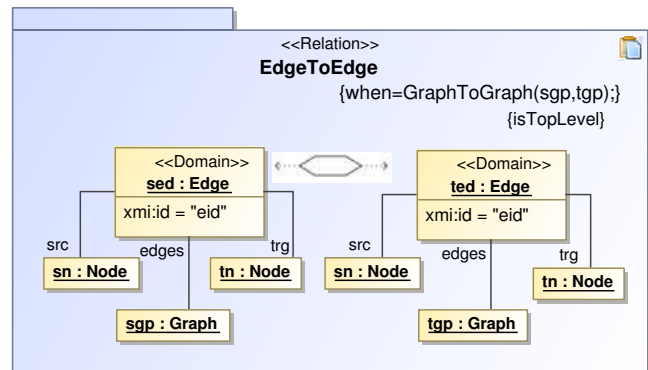 <<Relation>>
EdgeToEdge
{when=GraphToGraph(sgp,tgp);}
{isTopLevel}
<<Domain>>
sed : Edge
xmi:id = "eid"
src
edges
trg
sn : Node
tn : Node
sgp : Graph
<<Domain>>
ted : Edge
xmi:id = "eid"
src
edges
trg
sn : Node
tn : Node
tgp : Graph